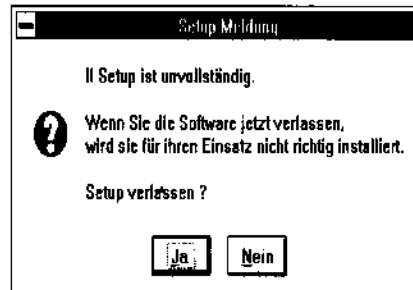 Setup Meldung
II Setup ist unvollständig.
Wenn Sie die Software jetzt verlassen,
wird sie für ihren Einsatz nicht richtig installiert.
Setup verlassen ?
Ja
Nein